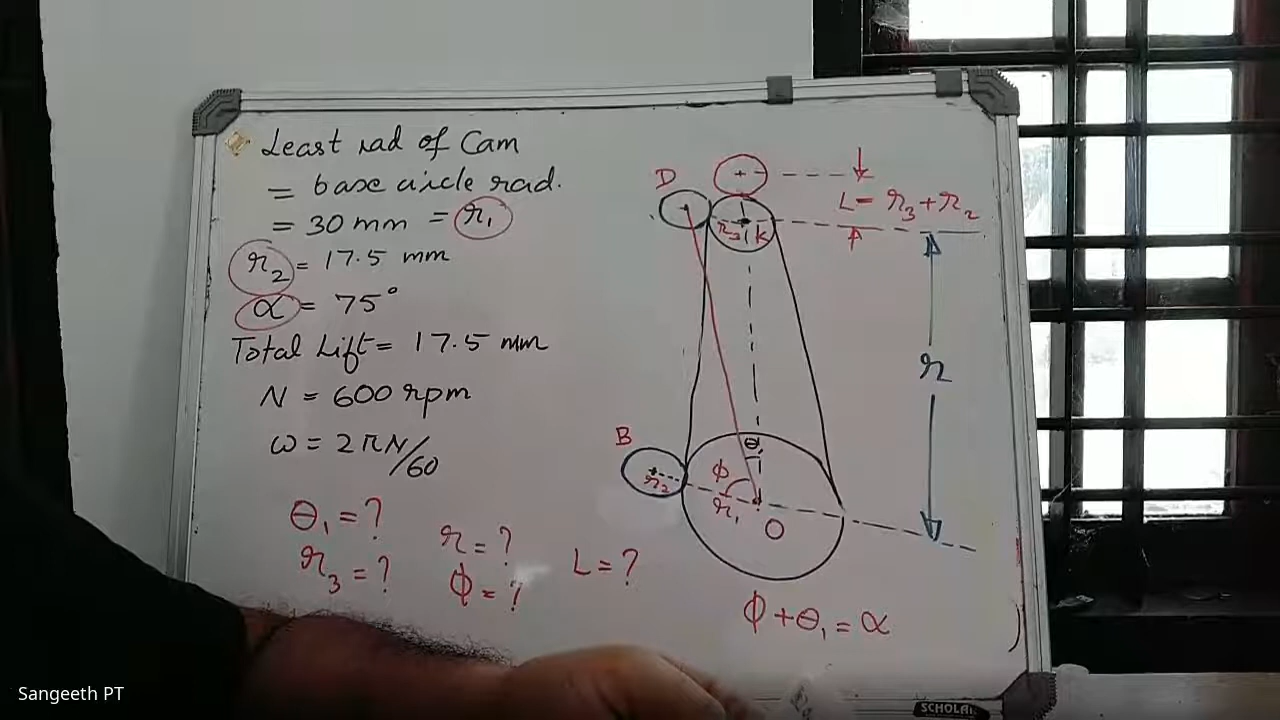 Least rad of Cam
= base circle rad.
= 30 mm = r₁
r₂ = 17.5 mm
α = 75°
Total Lift = 17.5 mm
N = 600 rpm
ω = 2πN/60
θ₁ = ?
r = ?
L = ?
r₃ = ?
ϕ = ?
D
L = r₃ + r₂
r₃
K
r
B
θ₁
ϕ
r₂
r₁
O
ϕ + θ₁ = α
Sangeeth PT
SCHOLAR